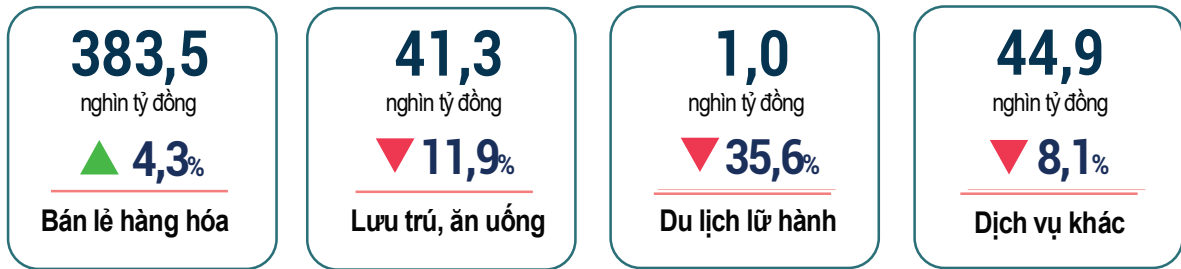 383,5
nghìn tỷ đồng
4,3%
Bán lẻ hàng hóa
41,3
nghìn tỷ đồng
11,9%
Lưu trú, ăn uống
1,0
nghìn tỷ đồng
35,6%
Du lịch lữ hành
44,9
nghìn tỷ đồng
8,1%
Dịch vụ khác